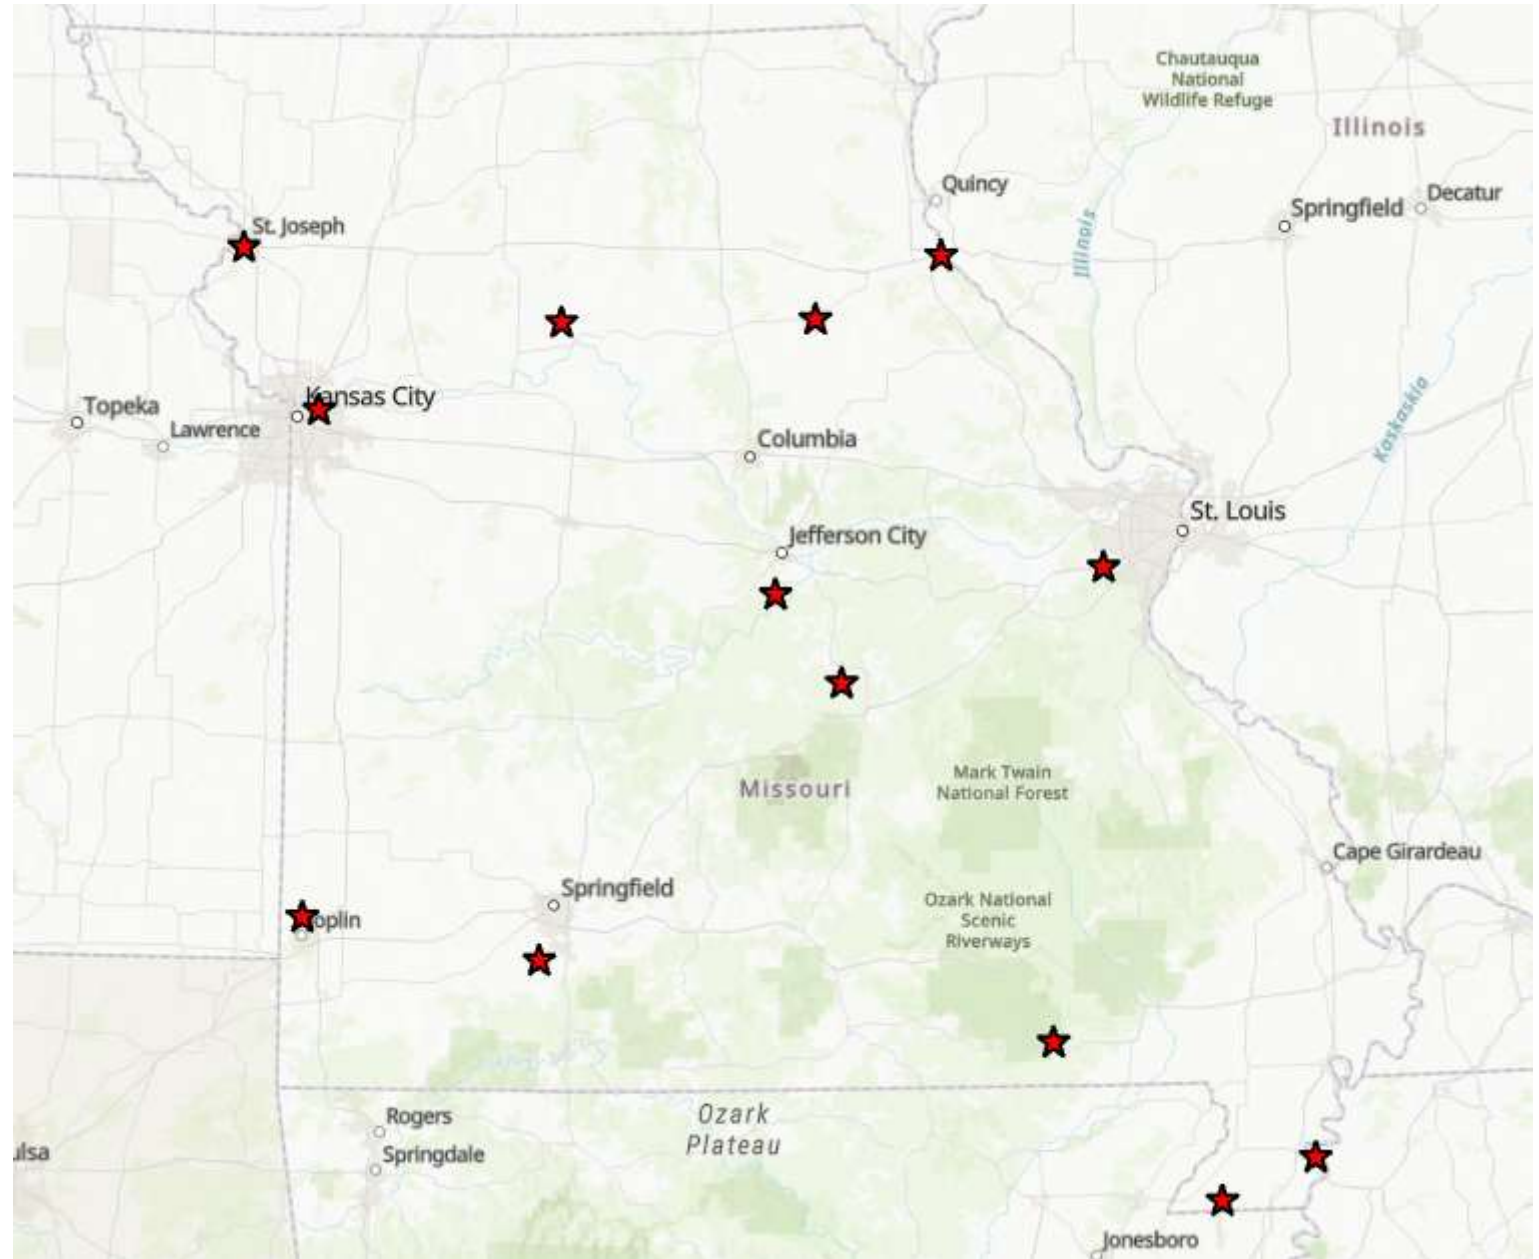 Chautauqua
National
Wildlife Refuge
Illinois
Quincy
Springfield
Decatur
St. Joseph
Illinois
Kansas City
Topeka
Lawrence
Columbia
Kaskaskia
St. Louis
Jefferson City
Mark Twain
National Forest
Missouri
Cape Girardeau
Springfield
Ozark National
Scenic
Riverways
oplin
Ozark
Plateau
Rogers
Springdale
ulsa
Jonesboro